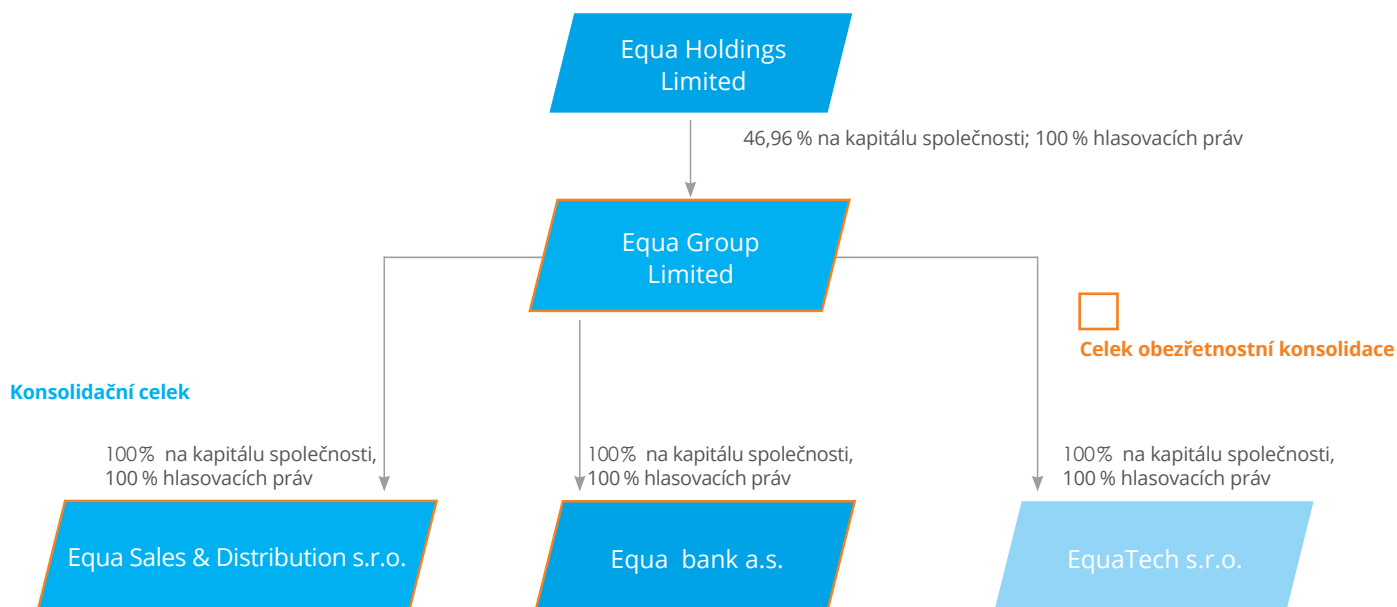 Equa Holdings
Limited
46,96 % na kapitálu společnosti; 100 % hlasovacích práv
Equa Group
Limited
Celek obezřetnostní konsolidace
Konsolidační celek
100% na kapitálu společnosti,
100 % hlasovacích práv
100% na kapitálu společnosti,
100 % hlasovacích práv
100% na kapitálu společnosti,
100 % hlasovacích práv
Equa Sales & Distribution s.r.o.
Equa bank a.s.
EquaTech s.r.o.